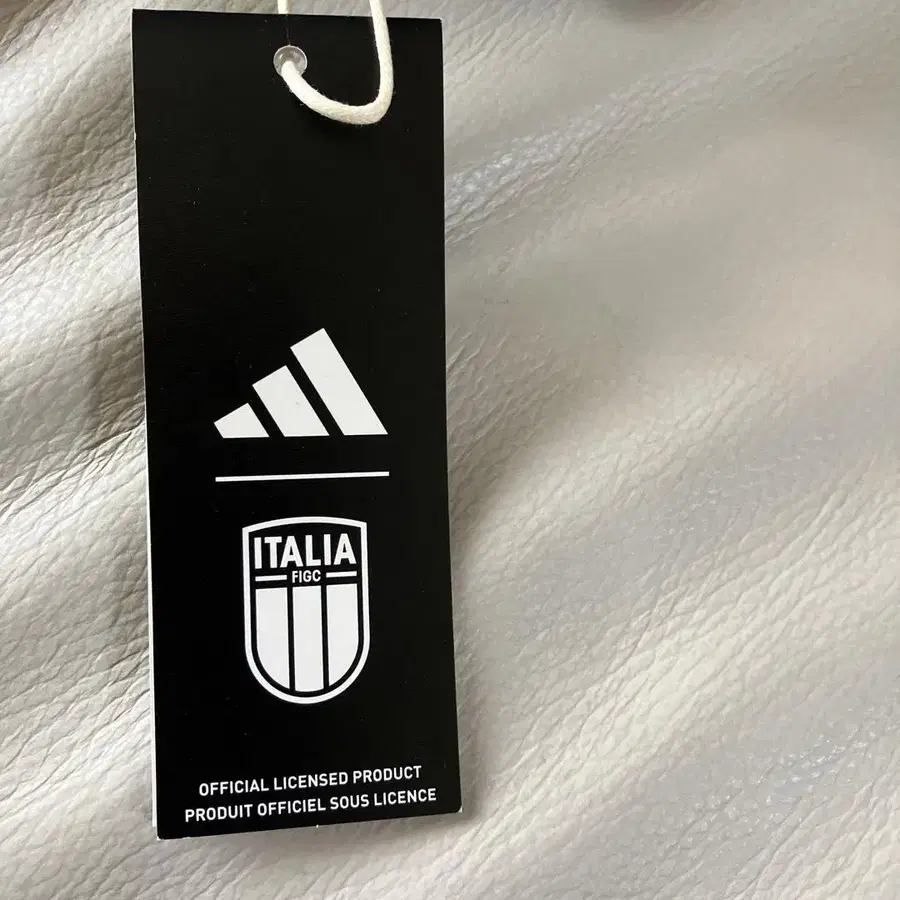 ITALIA
FIGC
OFFICIAL LICENSED PRODUCT
PRODUIT OFFICIEL SOUS LICENCE